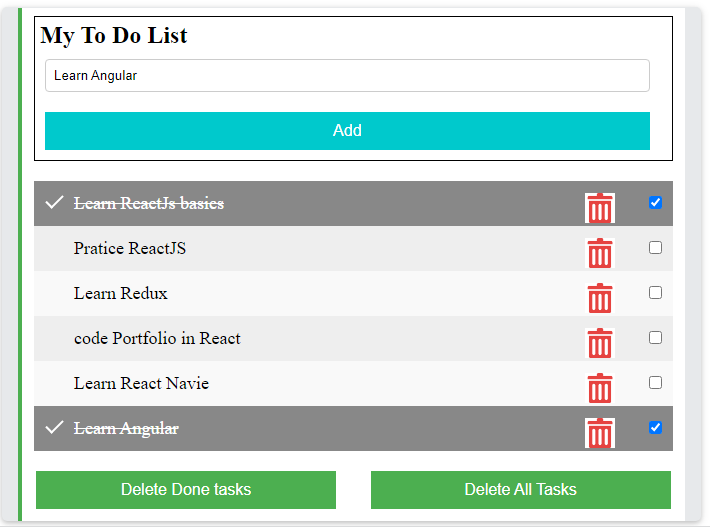 My To Do List
Learn Angular
Add
Learn ReactJs basics
Pratice ReactJS
Learn Redux
code Portfolio in React
Learn React Navie
Learn Angular
Delete Done tasks
Delete All Tasks